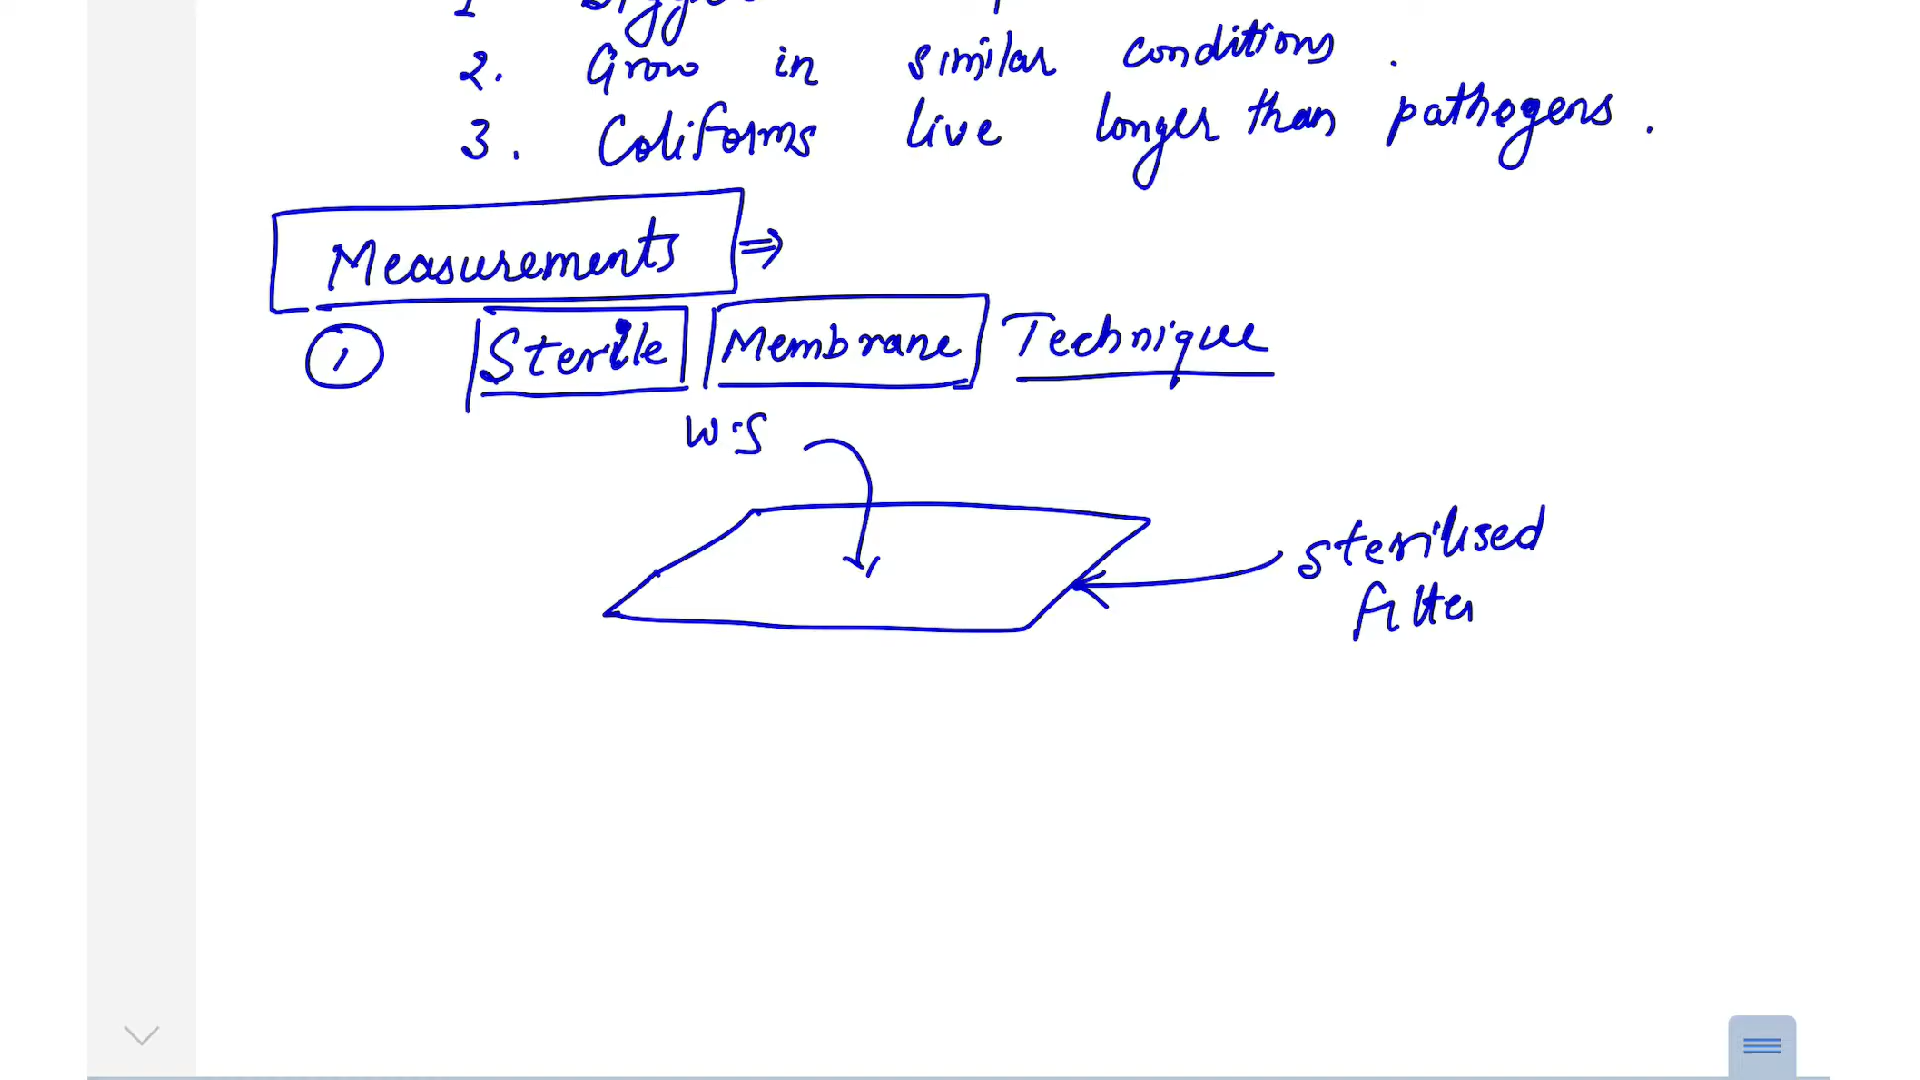 2. Grow in similar conditions.
3. Coliforms live longer than pathogens.
Measurements ⇒
1 Sterile Membrane Technique
W.S
sterilised
filter